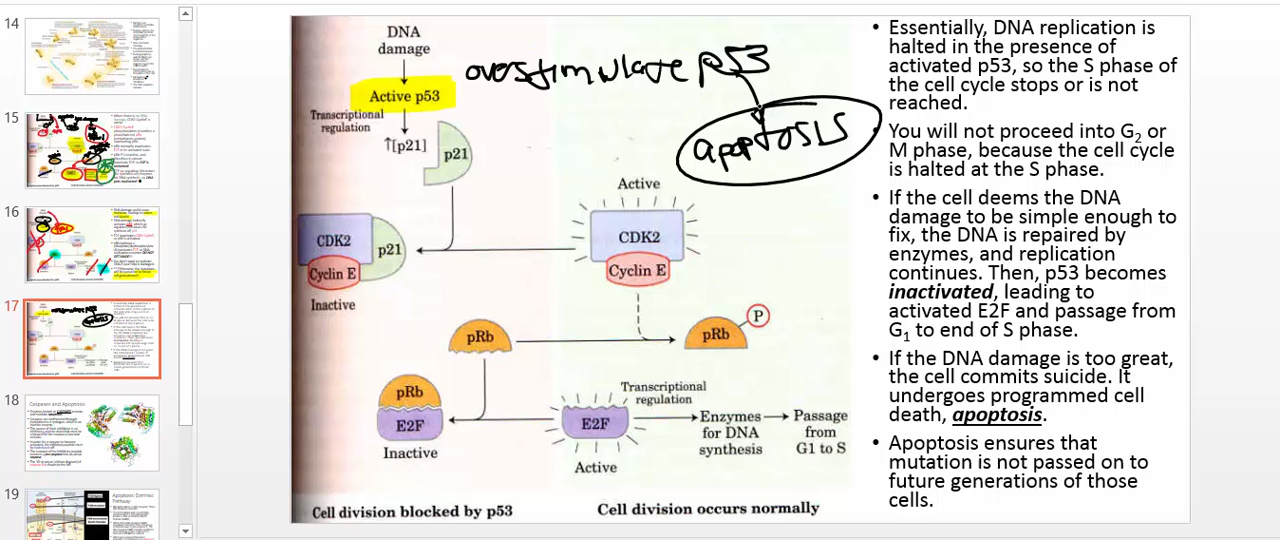 14
15
16
17
18
Caspases and Apoptosis
19
DNA
damage
Active p53
Transcriptional
regulation
↑[p21]
p21
overstimulate p53
apoptosis
CDK2
p21
Cyclin E
Inactive
Active
CDK2
Cyclin E
pRb
pRb
P
pRb
E2F
Inactive
E2F
Active
Transcriptional
regulation
Enzymes
for DNA
synthesis
Passage
from
G1 to S
Cell division blocked by p53
Cell division occurs normally
• Essentially, DNA replication is
halted in the presence of
activated p53, so the S phase of
the cell cycle stops or is not
reached.
You will not proceed into G2 or
M phase, because the cell cycle
is halted at the S phase.
• If the cell deems the DNA
damage to be simple enough to
fix, the DNA is repaired by
enzymes, and replication
continues. Then, p53 becomes
inactivated, leading to
activated E2F and passage from
G1 to end of S phase.
• If the DNA damage is too great,
the cell commits suicide. It
undergoes programmed cell
death, apoptosis.
• Apoptosis ensures that
mutation is not passed on to
future generations of those
cells.